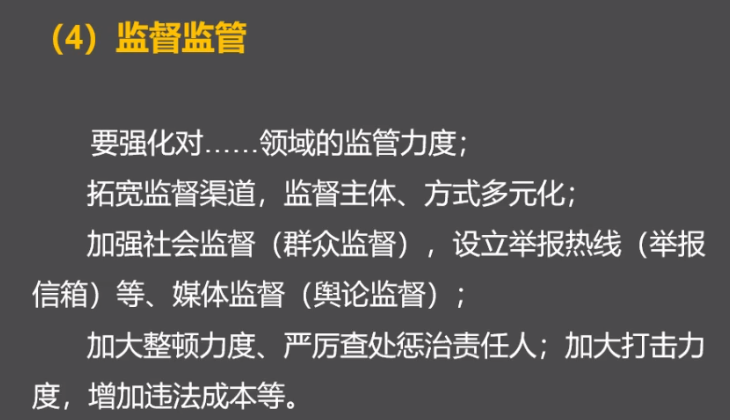 （4）监督监管
要强化对……领域的监管力度；
拓宽监督渠道，监督主体、方式多元化；
加强社会监督（群众监督），设立举报热线（举报
信箱）等、媒体监督（舆论监督）；
加大整顿力度、严厉查处惩治责任人；加大打击力
度，增加违法成本等。